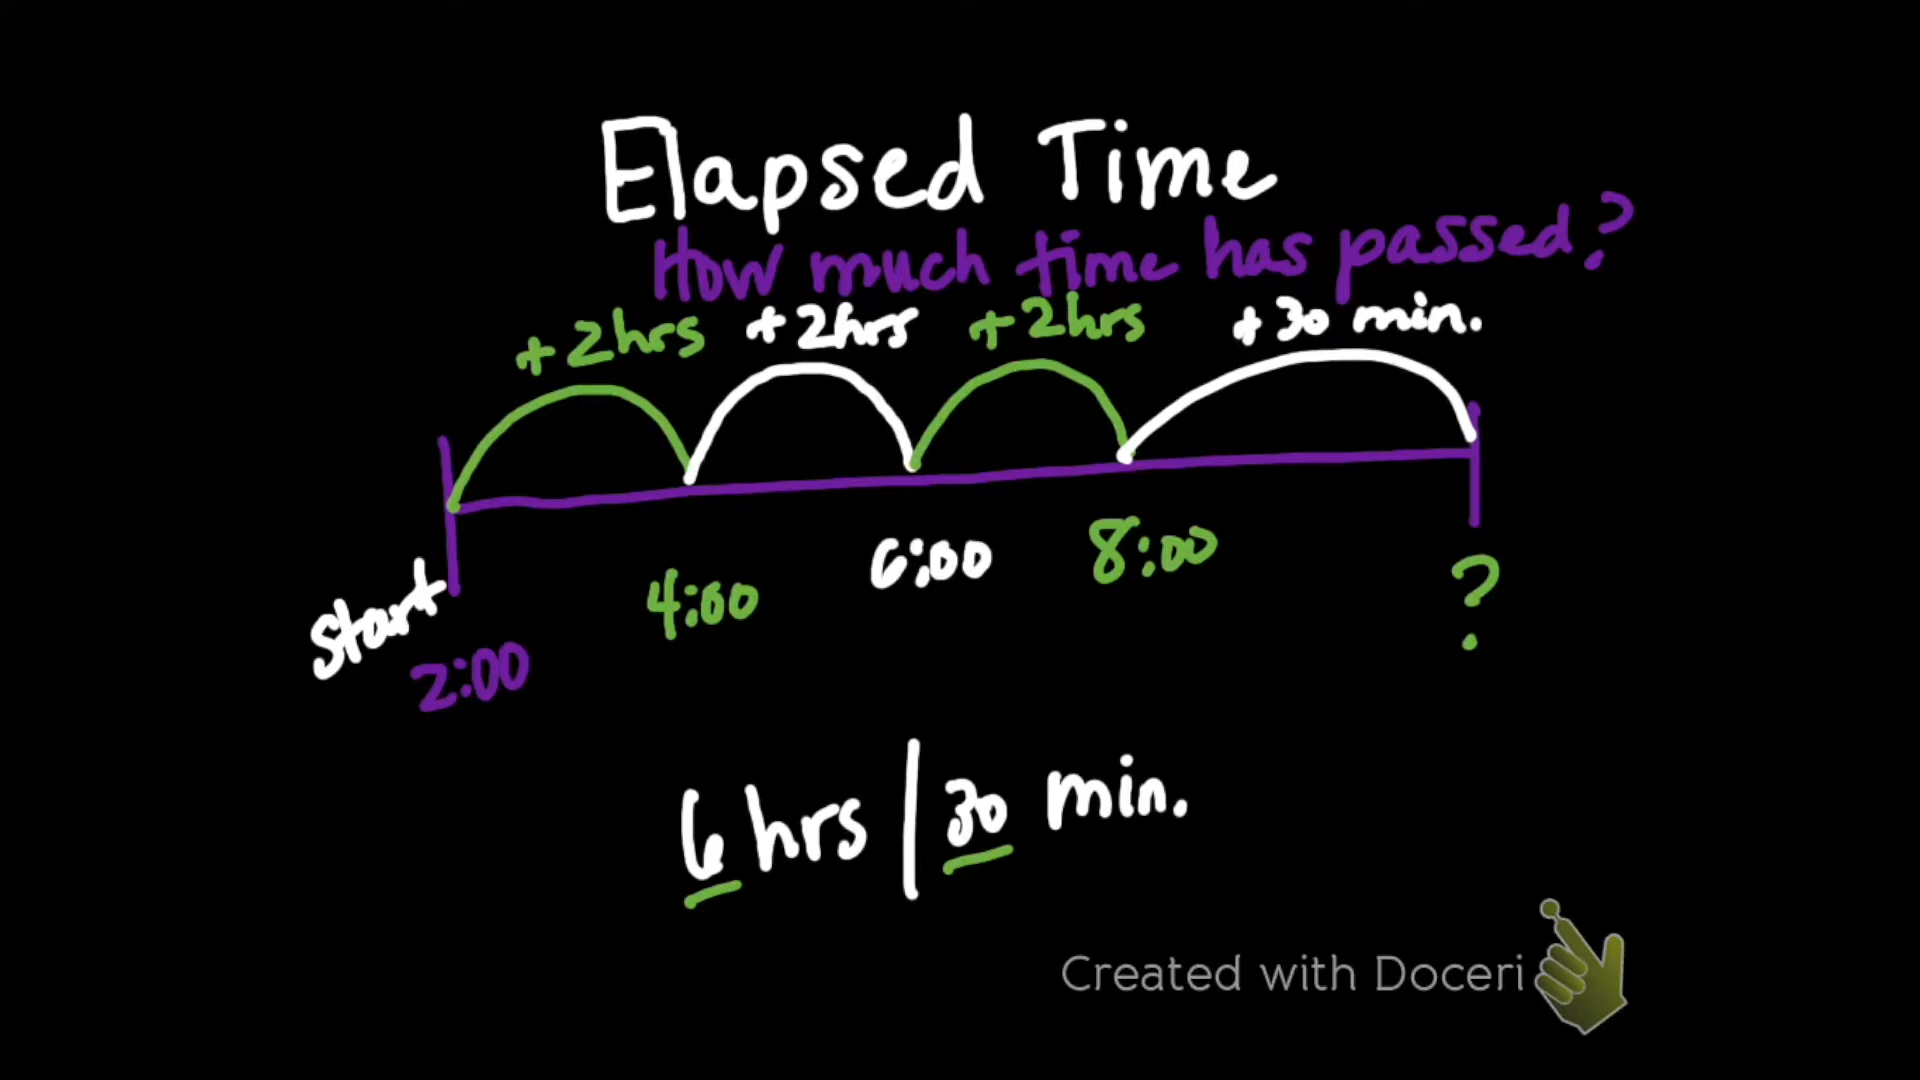 Elapsed Time
How much time has passed?
+2hrs +2hrs +2hrs +30 min.
start
2:00 4:00 6:00 8:00 ?
6 hrs | 30 min.
Created with Doceri